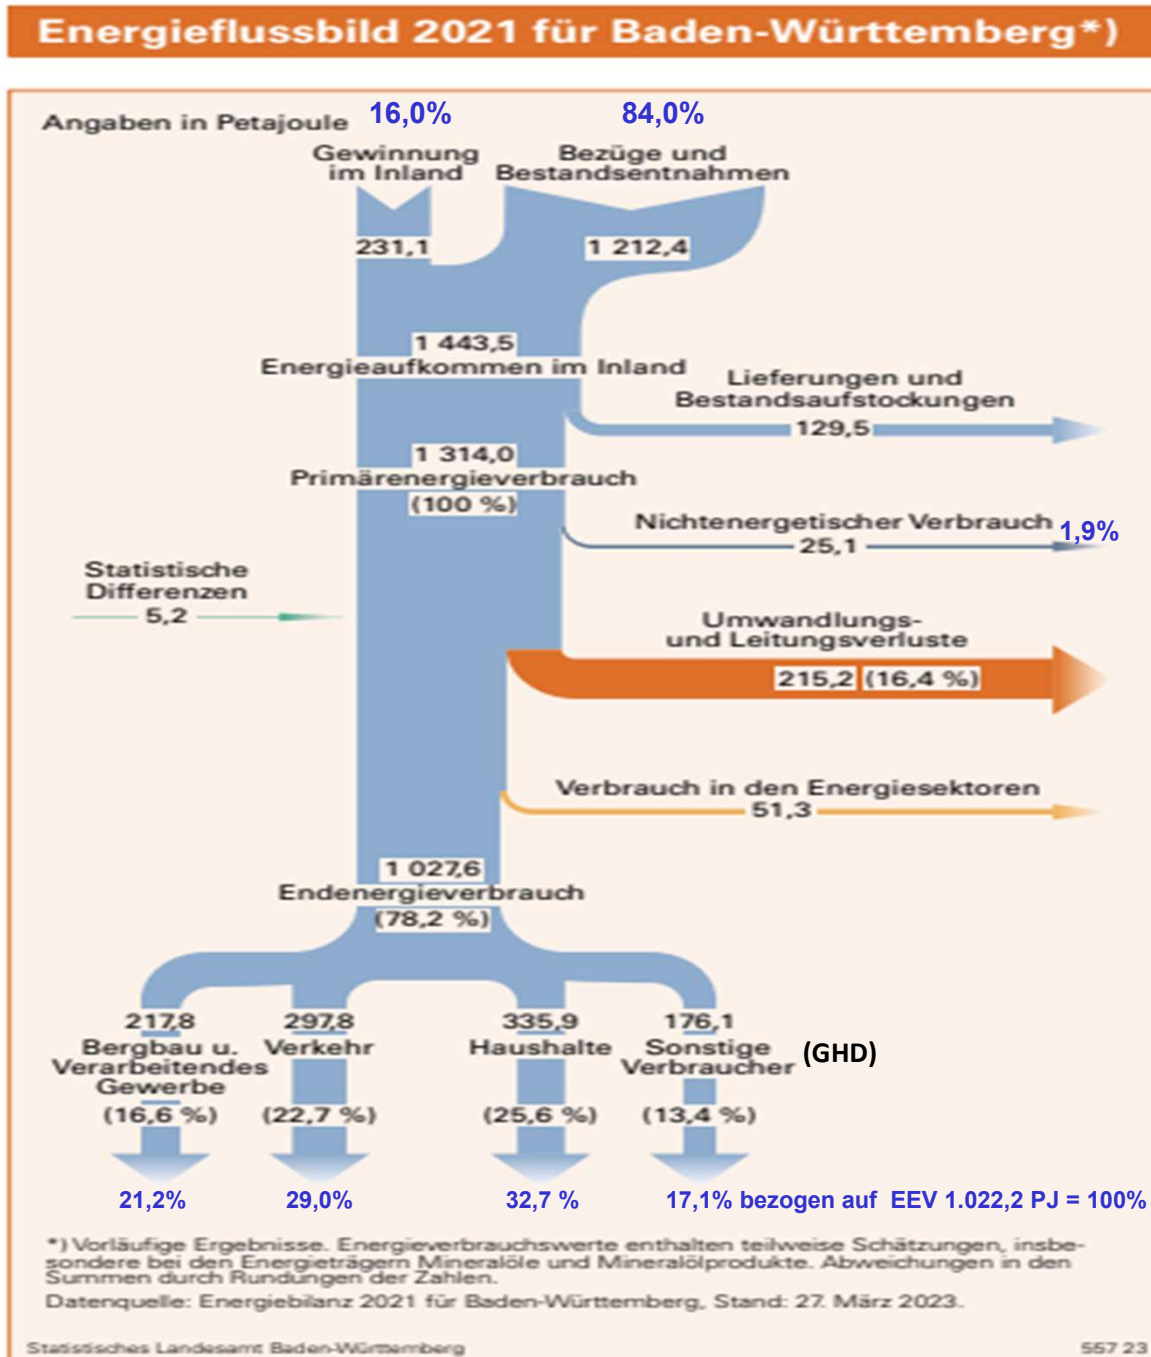 Energieflussbild 2021 für Baden-Württemberg*)
Angaben in Petajoule
16,0%
84,0%
Gewinnung
im Inland
Bezüge und
Bestandsentnahmen
231,1
1 212,4
1 443,5
Energieaufkommen im Inland
Lieferungen und
Bestandsaufstockungen
129,5
1 314,0
Primärenergieverbrauch
(100 %)
Nichtenergetischer Verbrauch
1,9%
25,1
Statistische
Differenzen
5,2
Umwandlungs-
und Leitungsverluste
215,2 (16,4 %)
Verbrauch in den Energiesektoren
51,3
1 027,6
Endenergieverbrauch
(78,2 %)
217,8
Bergbau u.
Verarbeitendes
Gewerbe
(16,6 %)
297,8
Verkehr
(22,7 %)
335,9
Haushalte
(25,6 %)
176,1
Sonstige
Verbraucher
(GHD)
(13,4 %)
21,2%
29,0%
32,7 %
17,1% bezogen auf EEV 1.022,2 PJ = 100%
*) Vorläufige Ergebnisse. Energieverbrauchswerte enthalten teilweise Schätzungen, insbe-
sondere bei den Energieträgern Mineralöle und Mineralölprodukte. Abweichungen in den
Summen durch Rundungen der Zahlen.
Datenquelle: Energiebilanz 2021 für Baden-Württemberg, Stand: 27. März 2023.
Statistisches Landesamt Baden-Württemberg
557 23